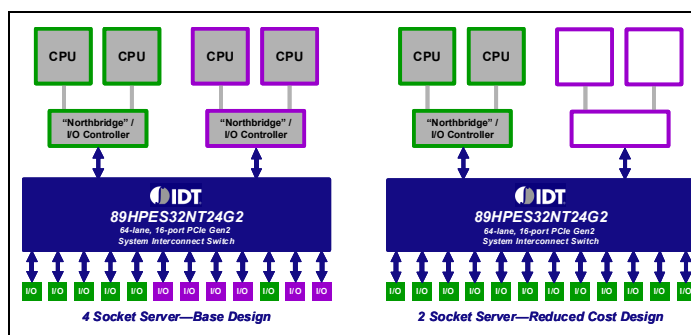 CPU CPU CPU CPU
"Northbridge" / "Northbridge" /
I/O Controller I/O Controller
IDT
89HPES32NT24G2
64-lane, 16-port PCIe Gen2
System Interconnect Switch
I/O I/O I/O I/O I/O I/O I/O I/O I/O I/O I/O I/O
4 Socket Server—Base Design
CPU CPU
"Northbridge" /
I/O Controller
IDT
89HPES32NT24G2
64-lane, 16-port PCIe Gen2
System Interconnect Switch
I/O I/O I/O I/O I/O I/O I/O I/O I/O I/O I/O I/O
2 Socket Server—Reduced Cost Design